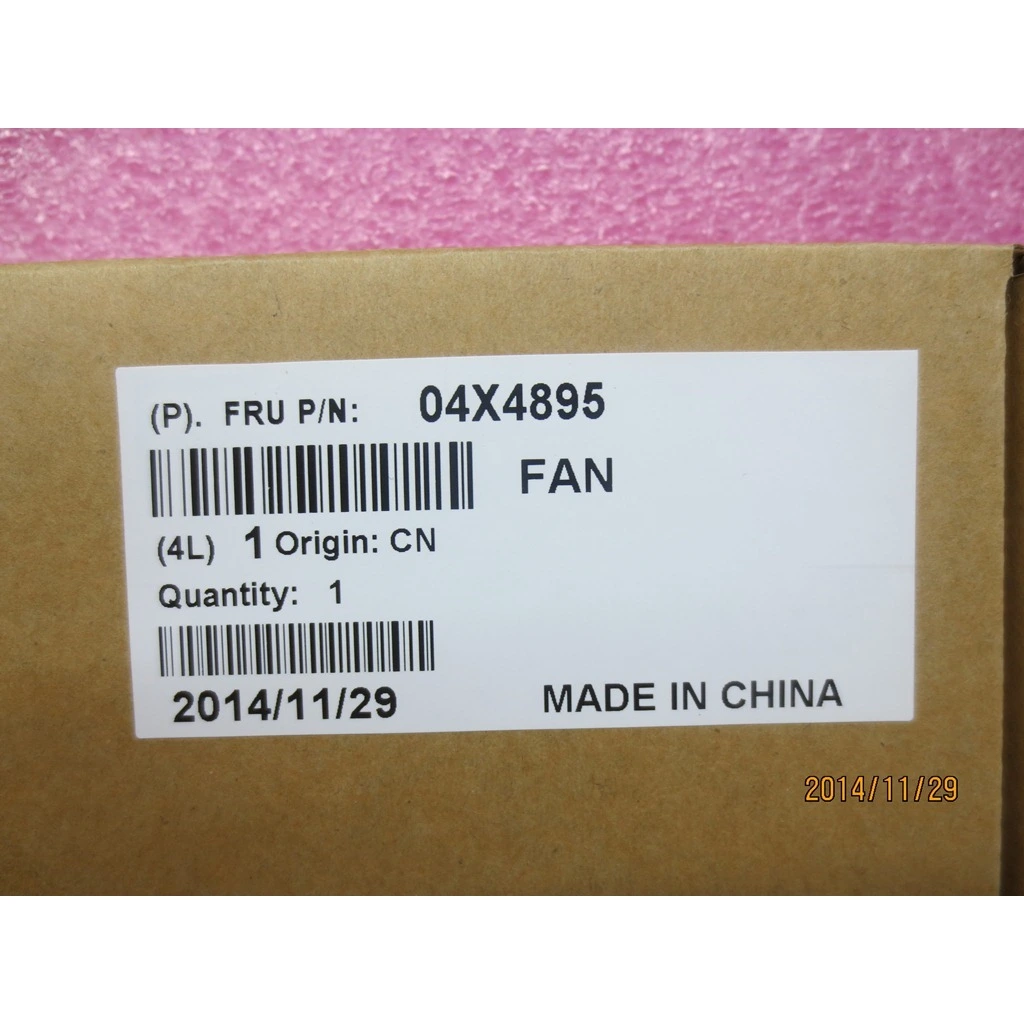 (P). FRU P/N: 04X4895
FAN
(4L) 1 Origin: CN
Quantity: 1
2014/11/29
MADE IN CHINA
2014/11/29